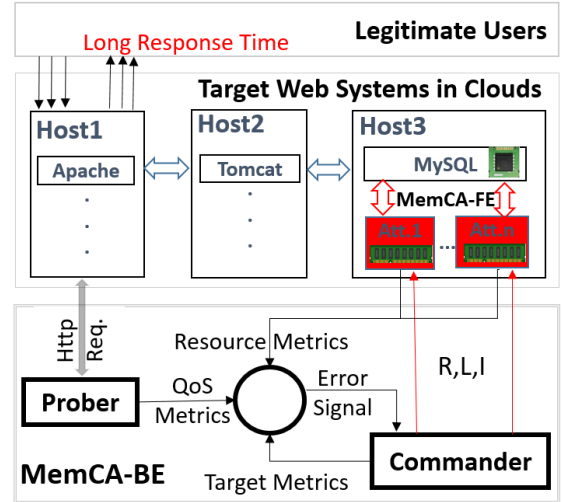 Legitimate Users
Long Response Time
Target Web Systems in Clouds
Host1
Host2
Host3
Apache
Tomcat
MySQL
MemCA-FE
Att.1
...
Att.n
Http
Req.
Resource Metrics
R,L,I
Prober
QoS
Metrics
Error
Signal
Commander
Target Metrics
MemCA-BE